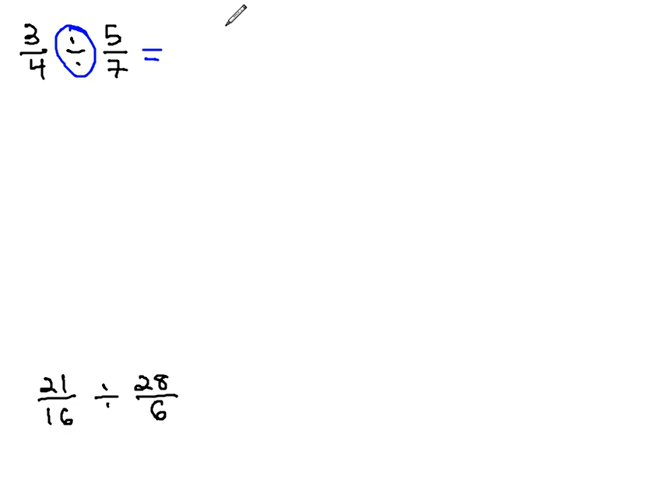 3/4 ÷ 5/7 =
21/16 ÷ 28/6